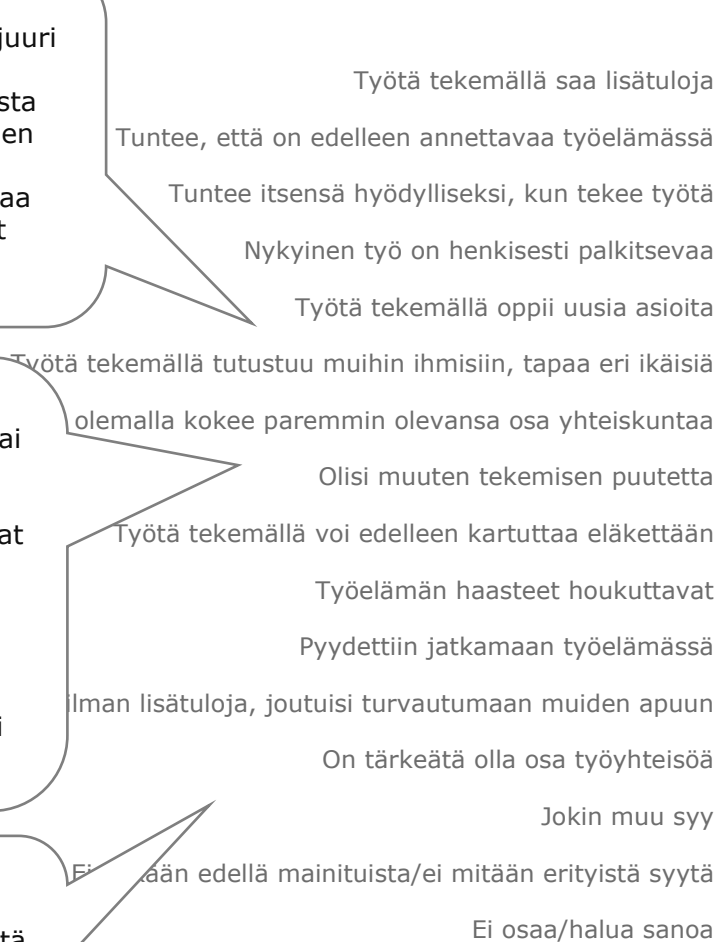 juuri
sta
en
aa
t
ai
at
i
tä
Työtä tekemällä saa lisätuloja
Tuntee, että on edelleen annettavaa työelämässä
Tuntee itsensä hyödylliseksi, kun tekee työtä
Nykyinen työ on henkisesti palkitsevaa
Työtä tekemällä oppii uusia asioita
Työtä tekemällä tutustuu muihin ihmisiin, tapaa eri ikäisiä
olemalla kokee paremmin olevansa osa yhteiskuntaa
Olisi muuten tekemisen puutetta
Työtä tekemällä voi edelleen kartuttaa eläkettään
Työelämän haasteet houkuttavat
Pyydettiin jatkamaan työelämässä
ilman lisätuloja, joutuisi turvautumaan muiden apuun
On tärkeätä olla osa työyhteisöä
Jokin muu syy
edellä mainituista/ei mitään erityistä syytä
Ei osaa/halua sanoa